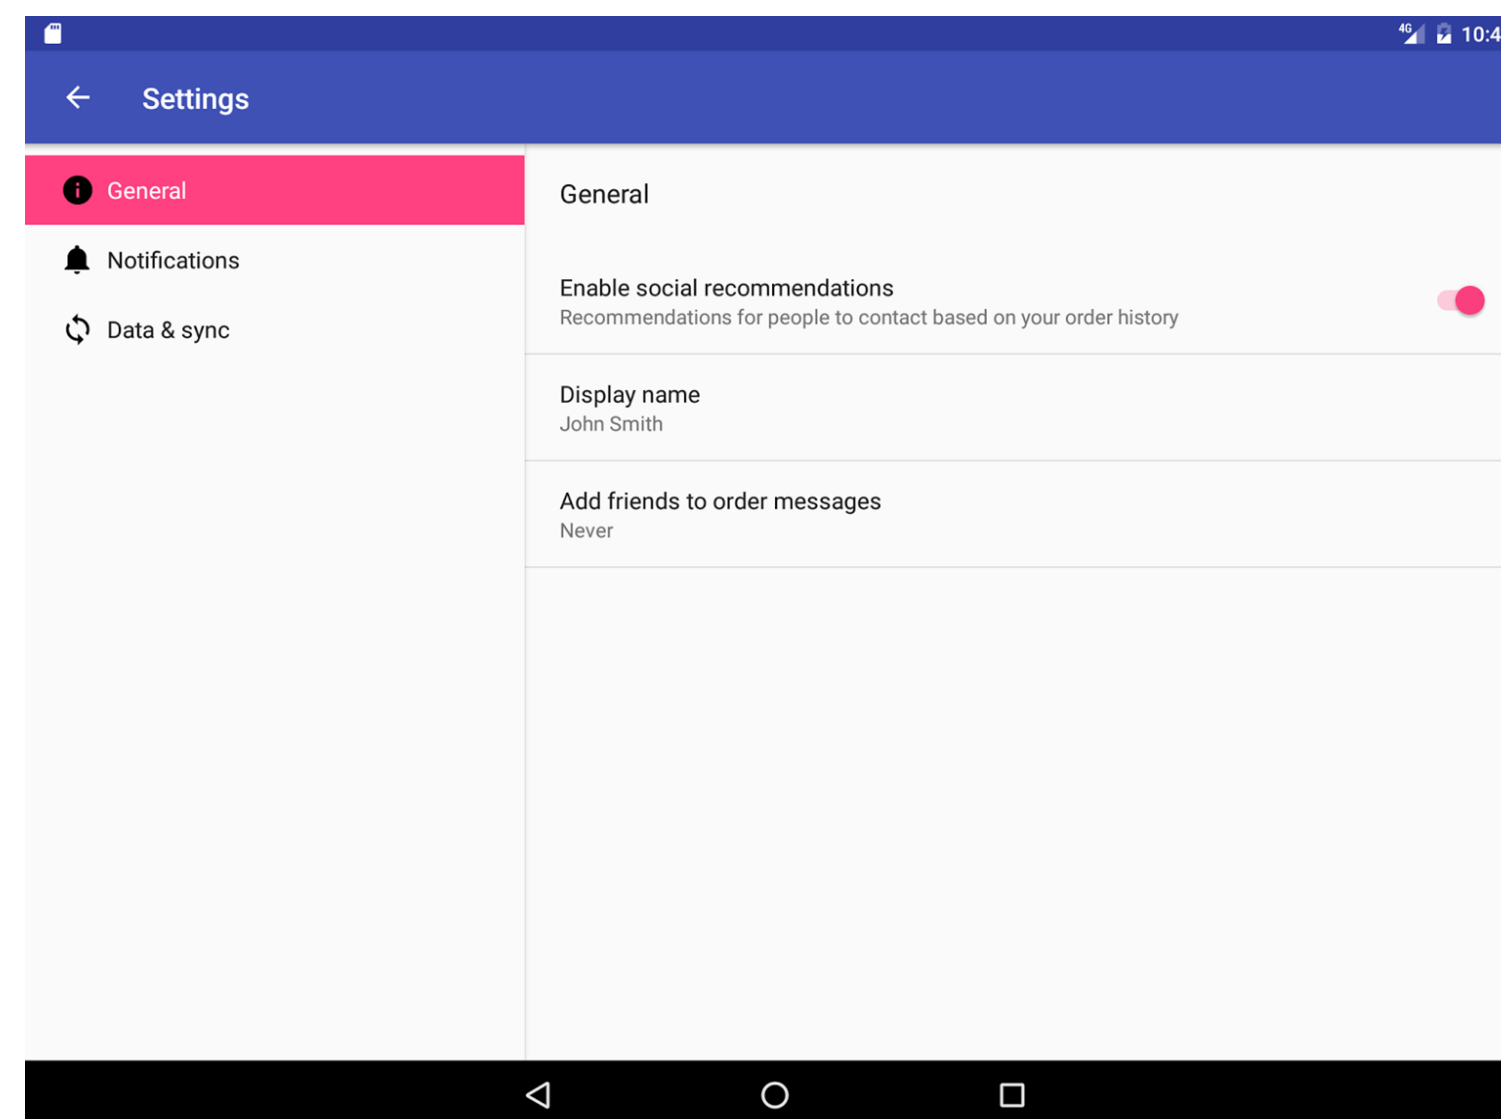 4G 10:4
Settings
General
Notifications
Data & sync
General
Enable social recommendations
Recommendations for people to contact based on your order history
Display name
John Smith
Add friends to order messages
Never